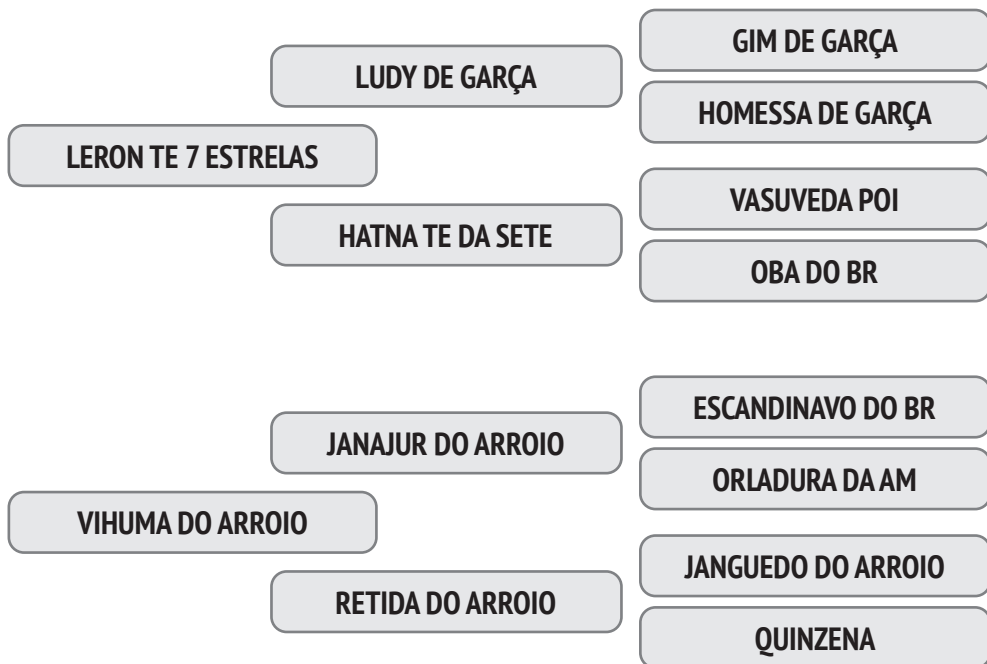 GIM DE GARÇA
LUDY DE GARÇA
HOMESSA DE GARÇA
LERON TE 7 ESTRELAS
VASUVEDA POI
HATNA TE DA SETE
OBA DO BR
ESCANDINAVO DO BR
JANAJUR DO ARROIO
ORLADURA DA AM
VIHUMA DO ARROIO
JANGUEDO DO ARROIO
RETIDA DO ARROIO
QUINZENA